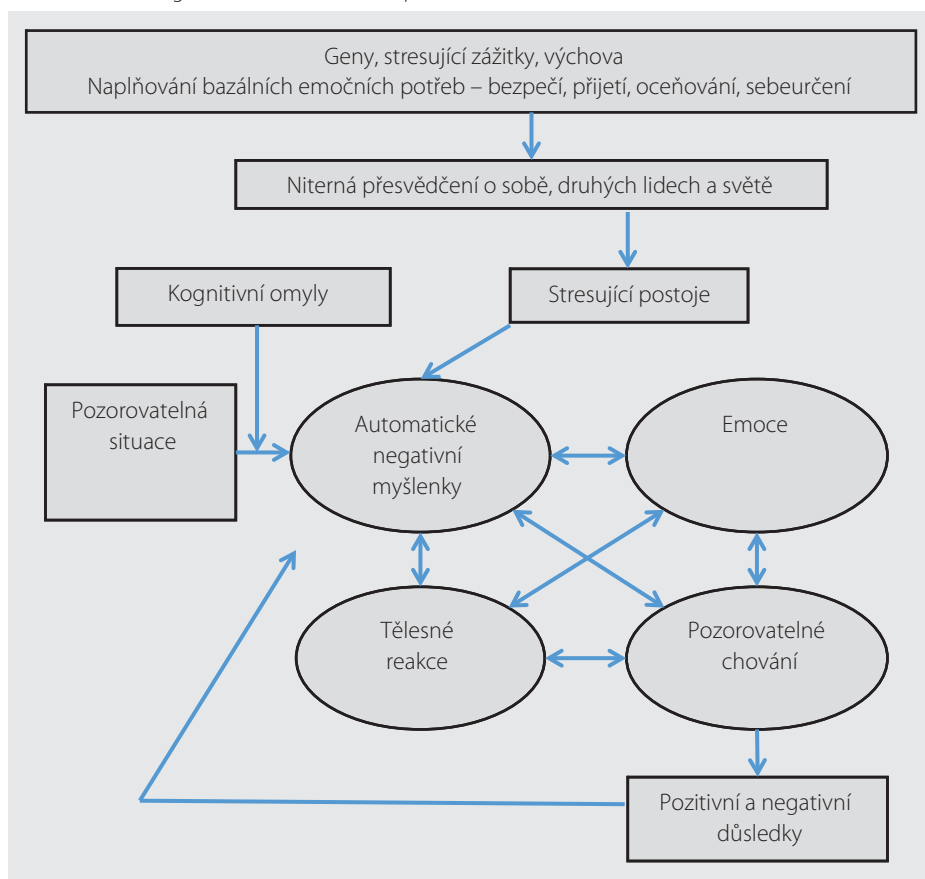 Geny, stresující zážitky, výchova
Naplňování bazálních emočních potřeb – bezpečí, přijetí, oceňování, sebeurčení
Niterná přesvědčení o sobě, druhých lidech a světě
Kognitivní omyly
Stresující postoje
Pozorovatelná
situace
Automatické
negativní
myšlenky
Emoce
Tělesné
reakce
Pozorovatelné
chování
Pozitivní a negativní
důsledky